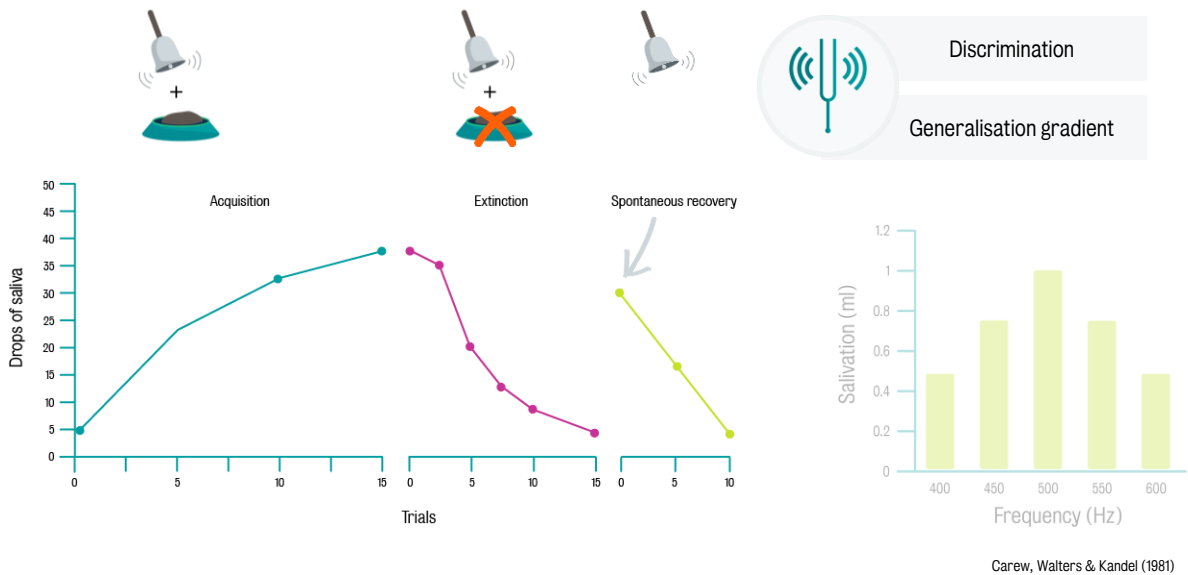 +
+
Discrimination
Generalisation gradient
Acquisition
Extinction
Spontaneous recovery
Drops of saliva
50
45
40
35
30
25
20
15
10
5
0
0 5 10 15
0 5 10 15
0 5 10
Trials
Salivation (ml)
1.2
1
0.8
0.6
0.4
0.2
0
400 450 500 550 600
Frequency (Hz)
Carew, Walters & Kandel (1981)